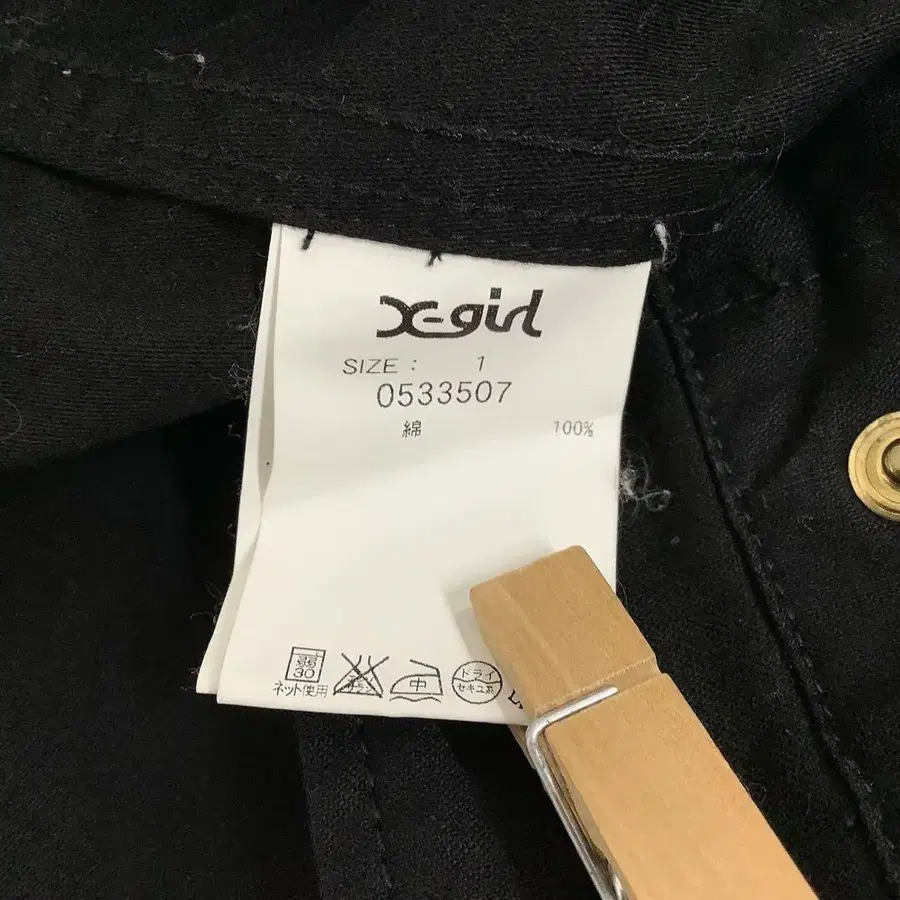 X-girl
SIZE : 1
0533507
綿 100%
弱
30
ネット使用
中
ドライ
セキユ系